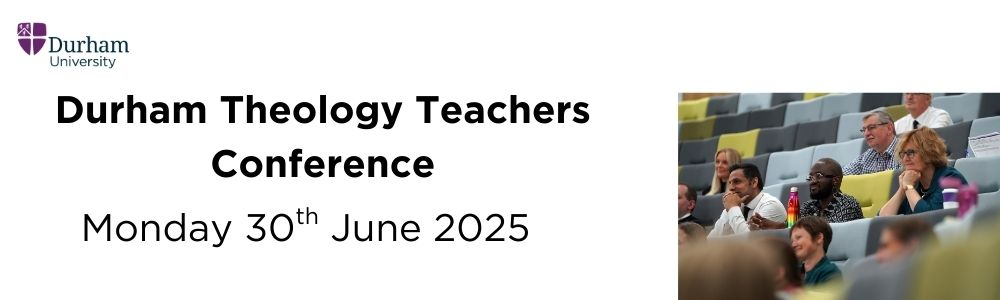 Durham
University
Durham Theology Teachers
Conference
Monday 30th June 2025